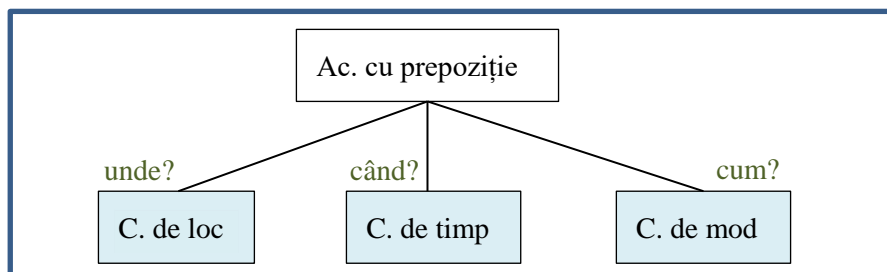 Ac. cu prepoziție
unde? când? cum?
C. de loc C. de timp C. de mod